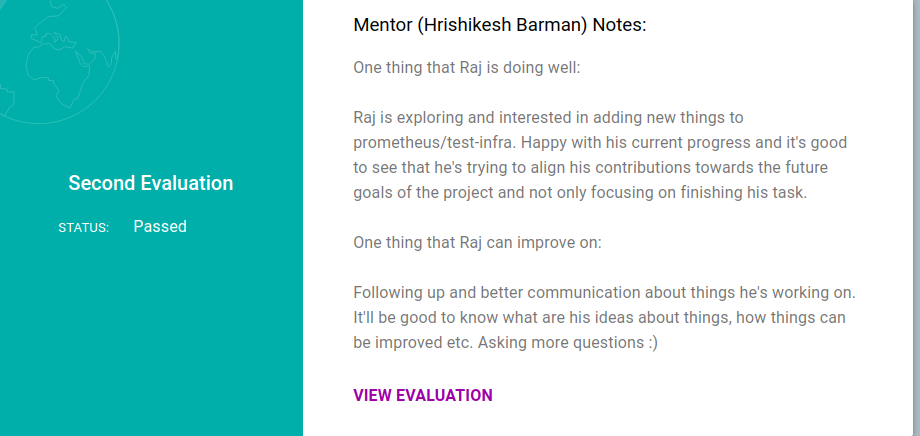 Second Evaluation
STATUS: Passed
Mentor (Hrishikesh Barman) Notes:
One thing that Raj is doing well:
Raj is exploring and interested in adding new things to
prometheus/test-infra. Happy with his current progress and it's good
to see that he's trying to align his contributions towards the future
goals of the project and not only focusing on finishing his task.
One thing that Raj can improve on:
Following up and better communication about things he's working on.
It'll be good to know what are his ideas about things, how things can
be improved etc. Asking more questions :)
VIEW EVALUATION